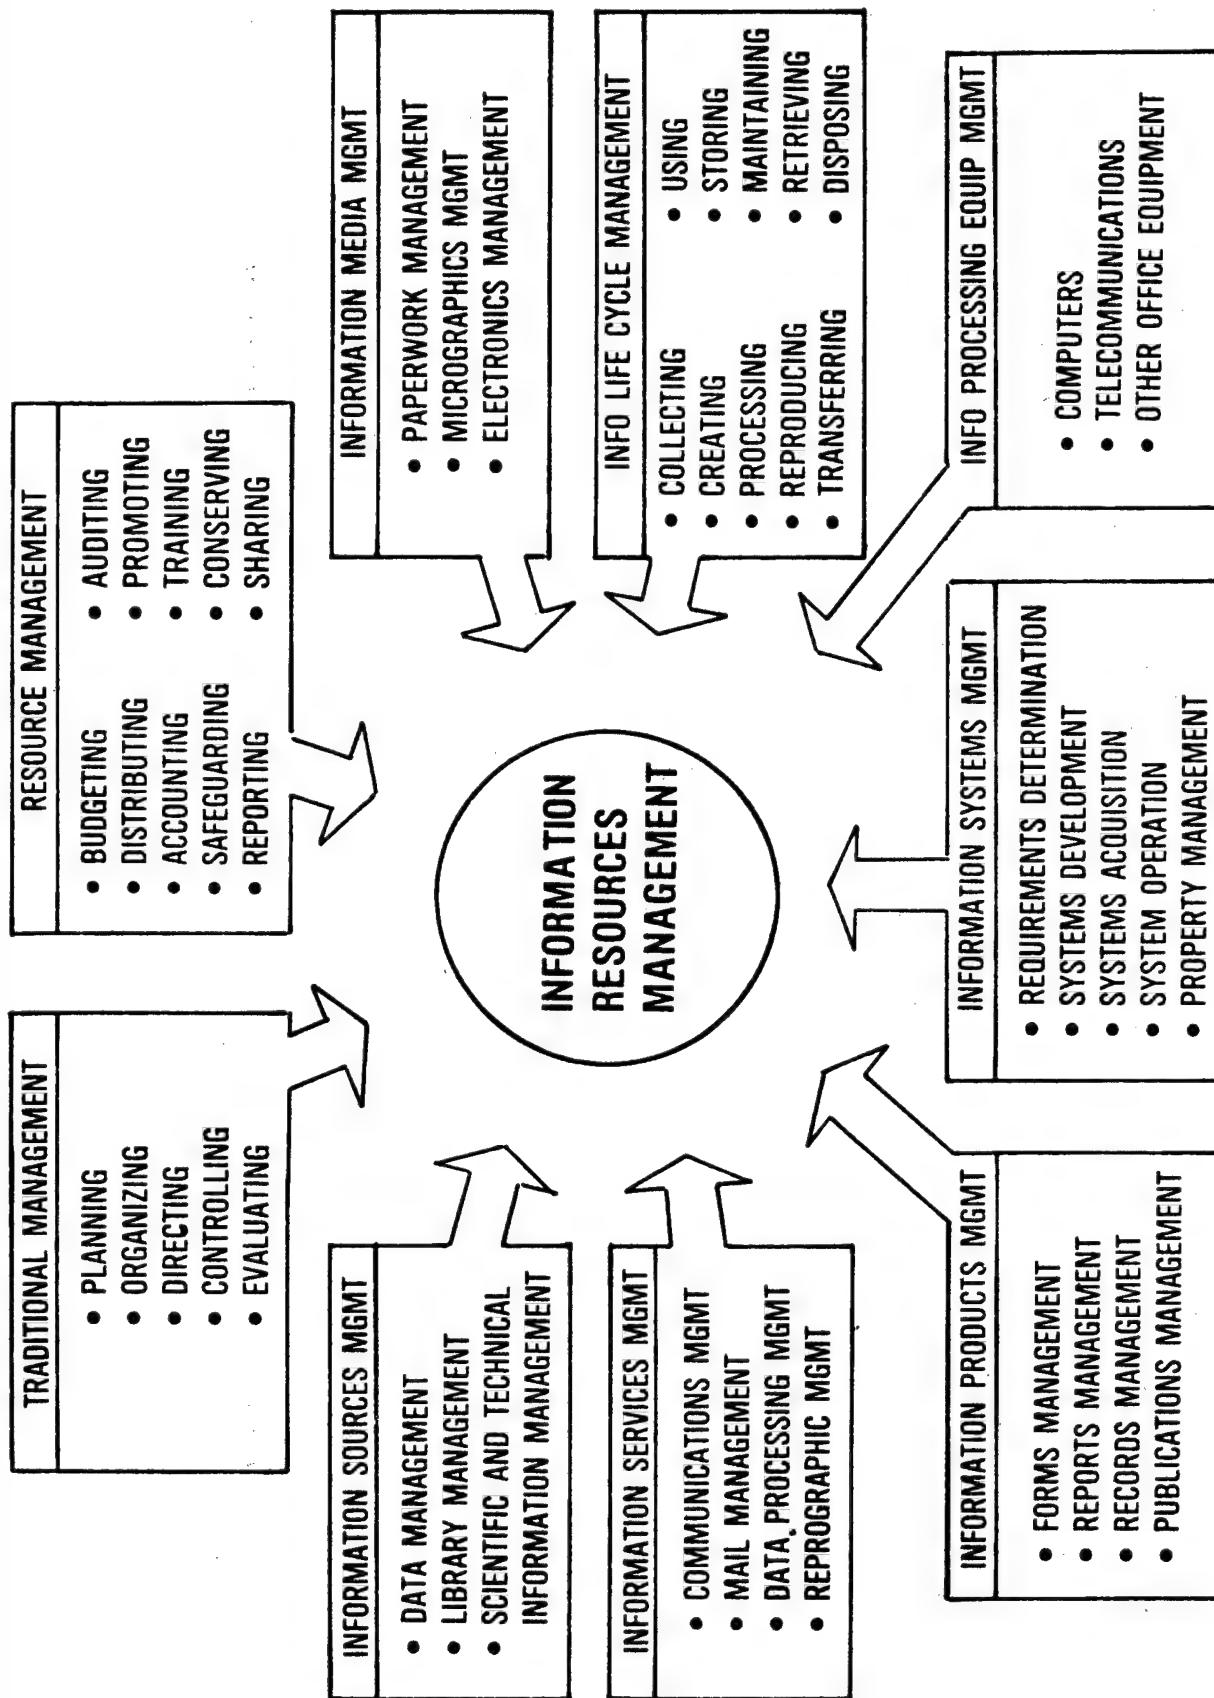 TRADITIONAL MANAGEMENT
• PLANNING
• ORGANIZING
• DIRECTING
• CONTROLLING
• EVALUATING
RESOURCE MANAGEMENT
• BUDGETING
• DISTRIBUTING
• ACCOUNTING
• SAFEGUARDING
• REPORTING
• AUDITING
• PROMOTING
• TRAINING
• CONSERVING
• SHARING
INFORMATION SOURCES MGMT
• DATA MANAGEMENT
• LIBRARY MANAGEMENT
• SCIENTIFIC AND TECHNICAL
INFORMATION MANAGEMENT
INFORMATION MEDIA MGMT
• PAPERWORK MANAGEMENT
• MICROGRAPHICS MGMT
• ELECTRONICS MANAGEMENT
INFORMATION
RESOURCES
MANAGEMENT
INFORMATION SERVICES MGMT
• COMMUNICATIONS MGMT
• MAIL MANAGEMENT
• DATA PROCESSING MGMT
• REPROGRAPHIC MGMT
INFO LIFE CYCLE MANAGEMENT
• COLLECTING
• CREATING
• PROCESSING
• REPRODUCING
• TRANSFERRING
• USING
• STORING
• MAINTAINING
• RETRIEVING
• DISPOSING
INFORMATION PRODUCTS MGMT
• FORMS MANAGEMENT
• REPORTS MANAGEMENT
• RECORDS MANAGEMENT
• PUBLICATIONS MANAGEMENT
INFORMATION SYSTEMS MGMT
• REQUIREMENTS DETERMINATION
• SYSTEMS DEVELOPMENT
• SYSTEMS ACQUISITION
• SYSTEM OPERATION
• PROPERTY MANAGEMENT
INFO PROCESSING EQUIP MGMT
• COMPUTERS
• TELECOMMUNICATIONS
• OTHER OFFICE EQUIPMENT